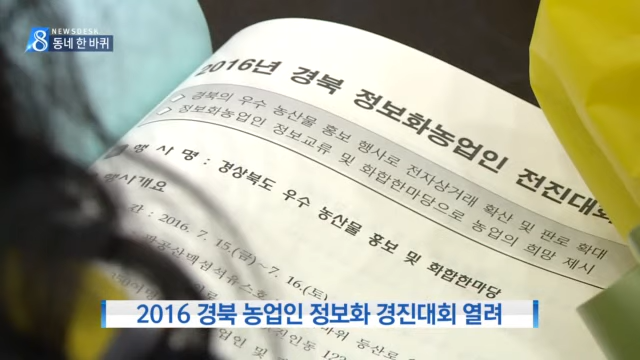 8 NEWSDESK
동네 한 바퀴
2016년 경북 정보화농업인 전진대회
경북의 우수 농산물 홍보 행사로 전자상거래 확산 및 판로 확대
정보화농업인 정보교류 및 화합한마당으로 농업의 희망 제시
행 사 명 : 경상북도 우수 농산물 홍보 및 화합한마당
행사개요
간 : 2016. 7. 15.(금)~ 7. 16.(토)
2016 경북 농업인 정보화 경진대회 열려